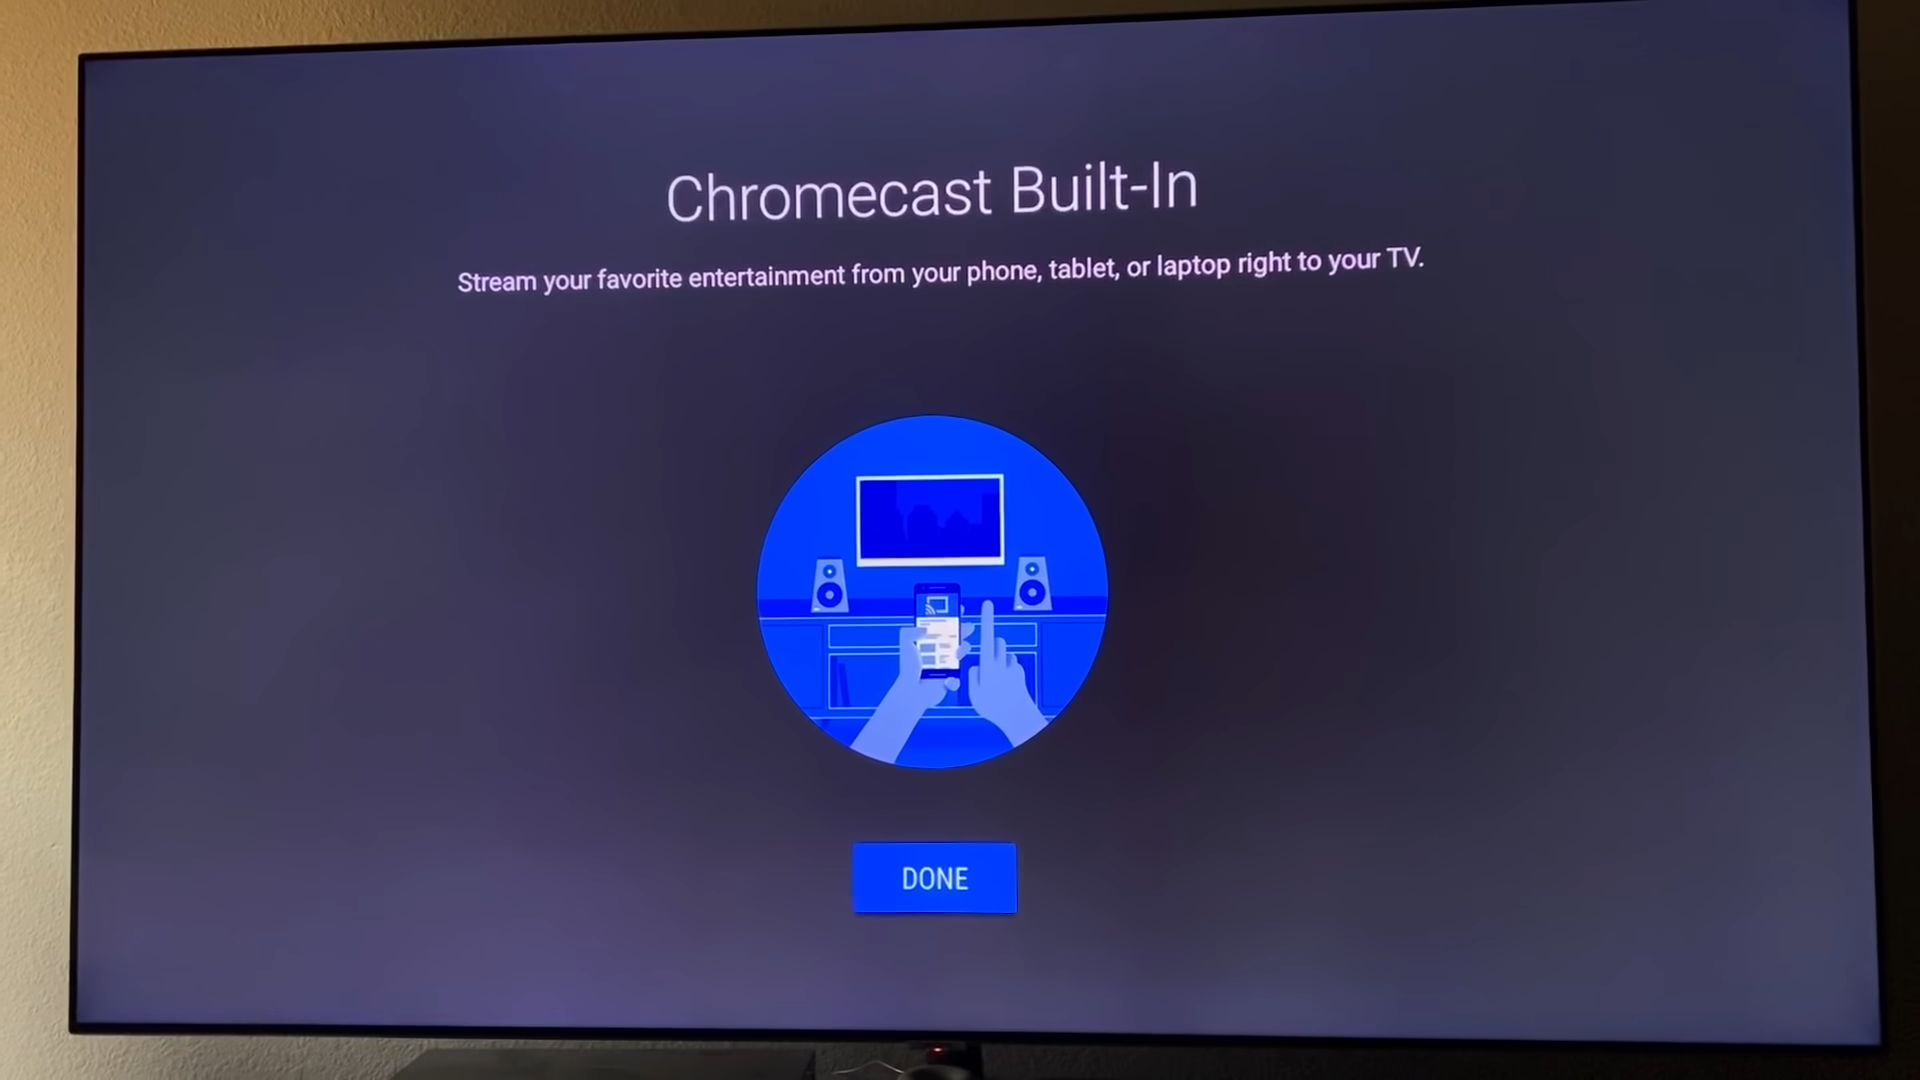 Chromecast Built-In
Stream your favorite entertainment from your phone, tablet, or laptop right to your TV.
DONE